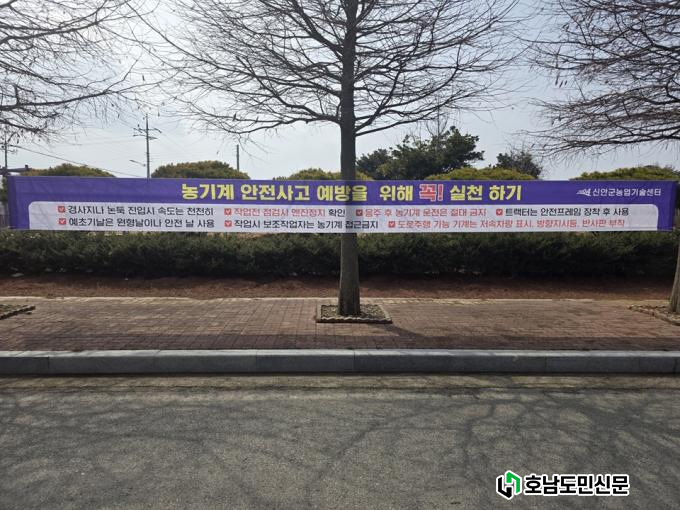 농기계 안전사고 예방을 위해 꼭! 실천 하기
신안군농업기술센터
경사지나 논둑 진입시 속도는 천천히 작업전 점검시 엔진정지 확인 음주 후 농기계 운전은 절대 금지 트랙터는 안전프레임 장착 후 사용
예초기날은 원형날이나 안전 날 사용 작업시 보조작업자는 농기계 접근금지 도로주행 가능 기계는 저속차량 표시, 방향지시등, 반사판 부착
호남도민신문